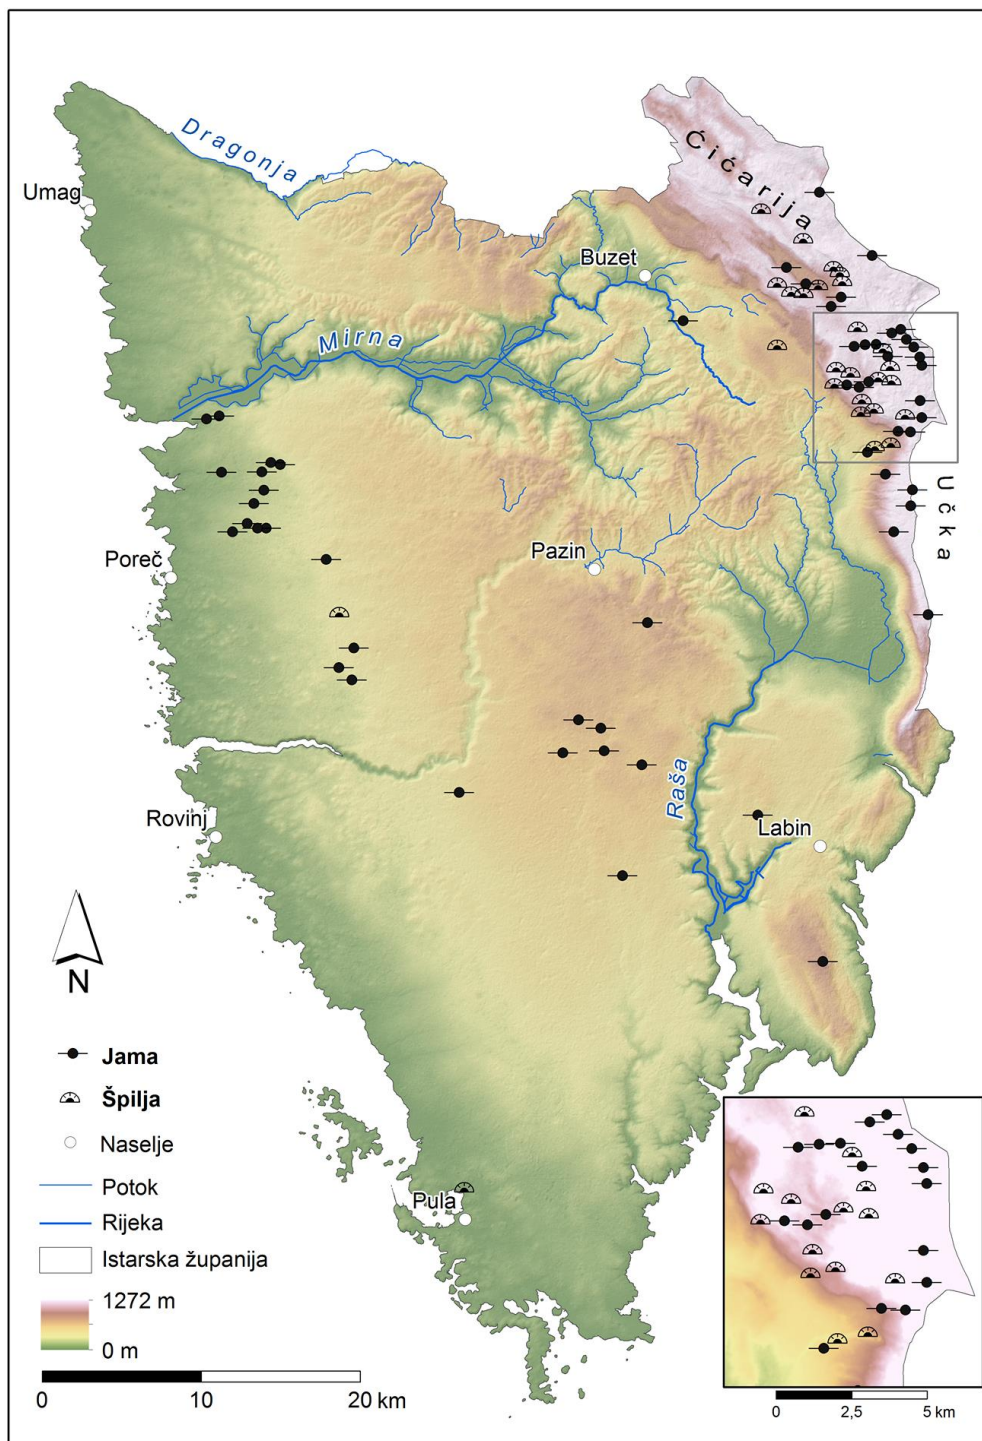 Dragonja
Ćićarija
Umag
Buzet
Mirna
Učka
Pazin
Poreč
Raša
Rovinj
Labin
N
Jama
Špilja
Naselje
Potok
Pula
Rijeka
Istarska županija
1272 m
0 m
0 10 20 km
0 2,5 5 km